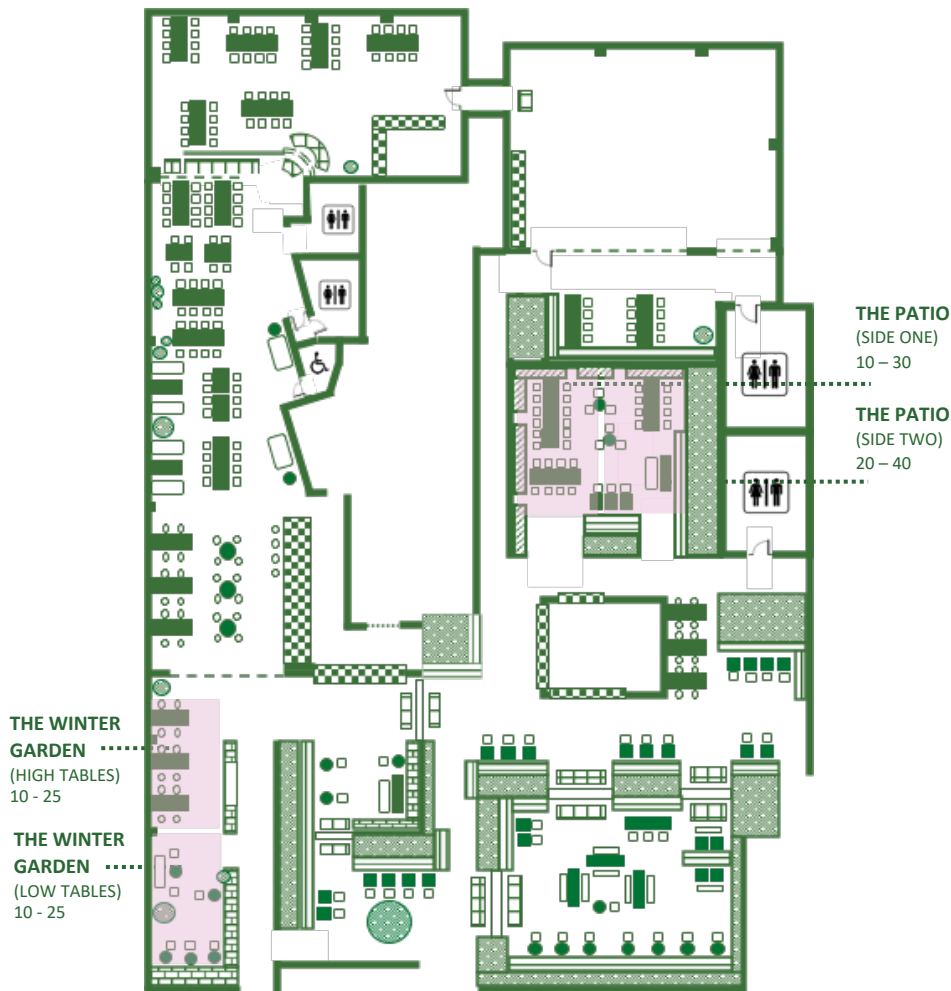 THE PATIO
(SIDE ONE)
10 – 30
THE PATIO
(SIDE TWO)
20 – 40
THE WINTER
GARDEN
(HIGH TABLES)
10 - 25
THE WINTER
GARDEN
(LOW TABLES)
10 - 25